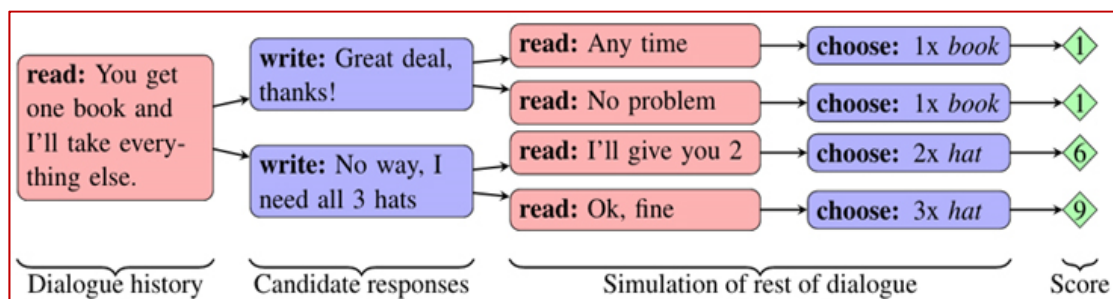 read: You get
one book and
I'll take every-
thing else.
write: Great deal,
thanks!
write: No way, I
need all 3 hats
read: Any time
choose: 1x book
1
read: No problem
choose: 1x book
1
read: I'll give you 2
choose: 2x hat
6
read: Ok, fine
choose: 3x hat
9
Dialogue history
Candidate responses
Simulation of rest of dialogue
Score